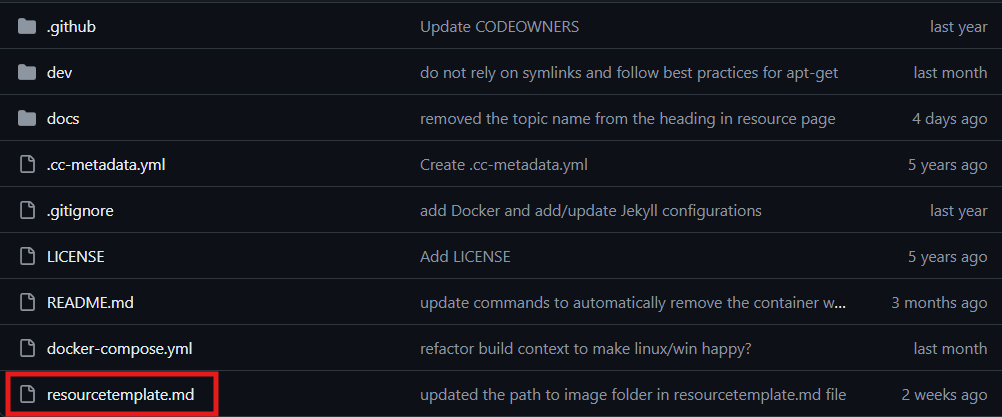 .github Update CODEOWNERS last year
dev do not rely on symlinks and follow best practices for apt-get last month
docs removed the topic name from the heading in resource page 4 days ago
.cc-metadata.yml Create .cc-metadata.yml 5 years ago
.gitignore add Docker and add/update Jekyll configurations last year
LICENSE Add LICENSE 5 years ago
README.md update commands to automatically remove the container w... 3 months ago
docker-compose.yml refactor build context to make linux/win happy? last month
resourcetemplate.md updated the path to image folder in resourcetemplate.md file 2 weeks ago